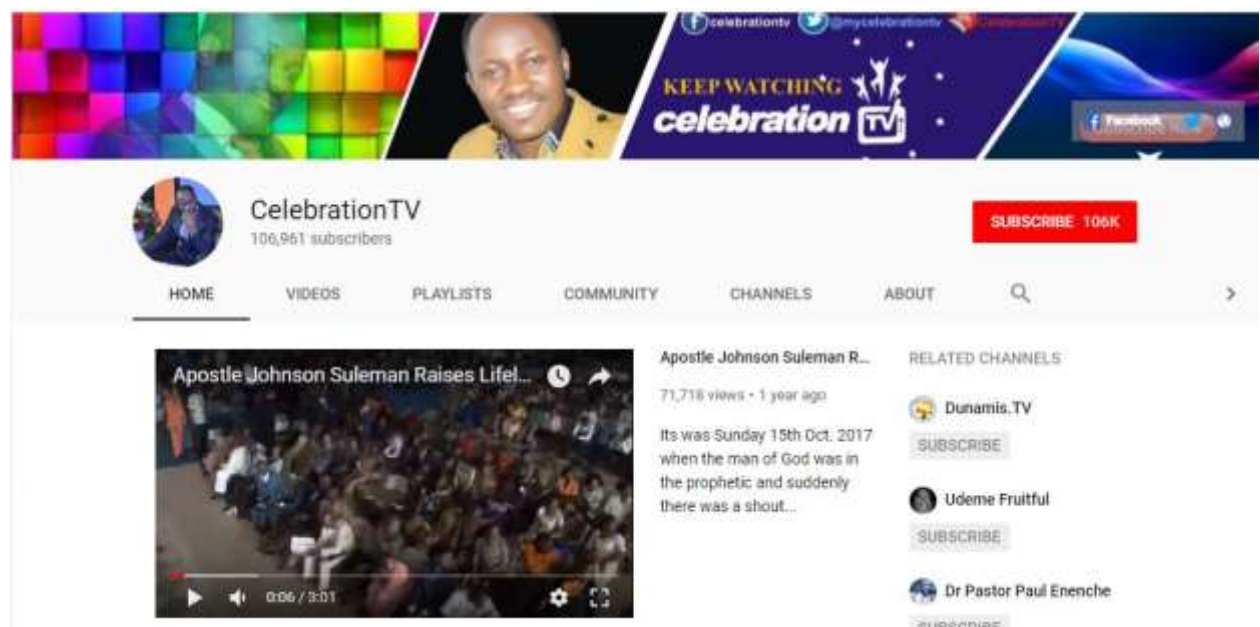 celebrationtv @mycelebrationtv CelebrationTV
KEEP WATCHING
celebration TV
Facebook
CelebrationTV
106,961 subscribers
SUBSCRIBE 106K
HOME VIDEOS PLAYLISTS COMMUNITY CHANNELS ABOUT
Apostle Johnson Suleman Raises Lifel...
0:06 / 3:01
Apostle Johnson Suleman R...
71,718 views • 1 year ago
Its was Sunday 15th Oct. 2017
when the man of God was in
the prophetic and suddenly
there was a shout...
RELATED CHANNELS
Dunamis.TV
SUBSCRIBE
Udeme Fruitful
SUBSCRIBE
Dr Pastor Paul Enenche
SUBSCRIBE